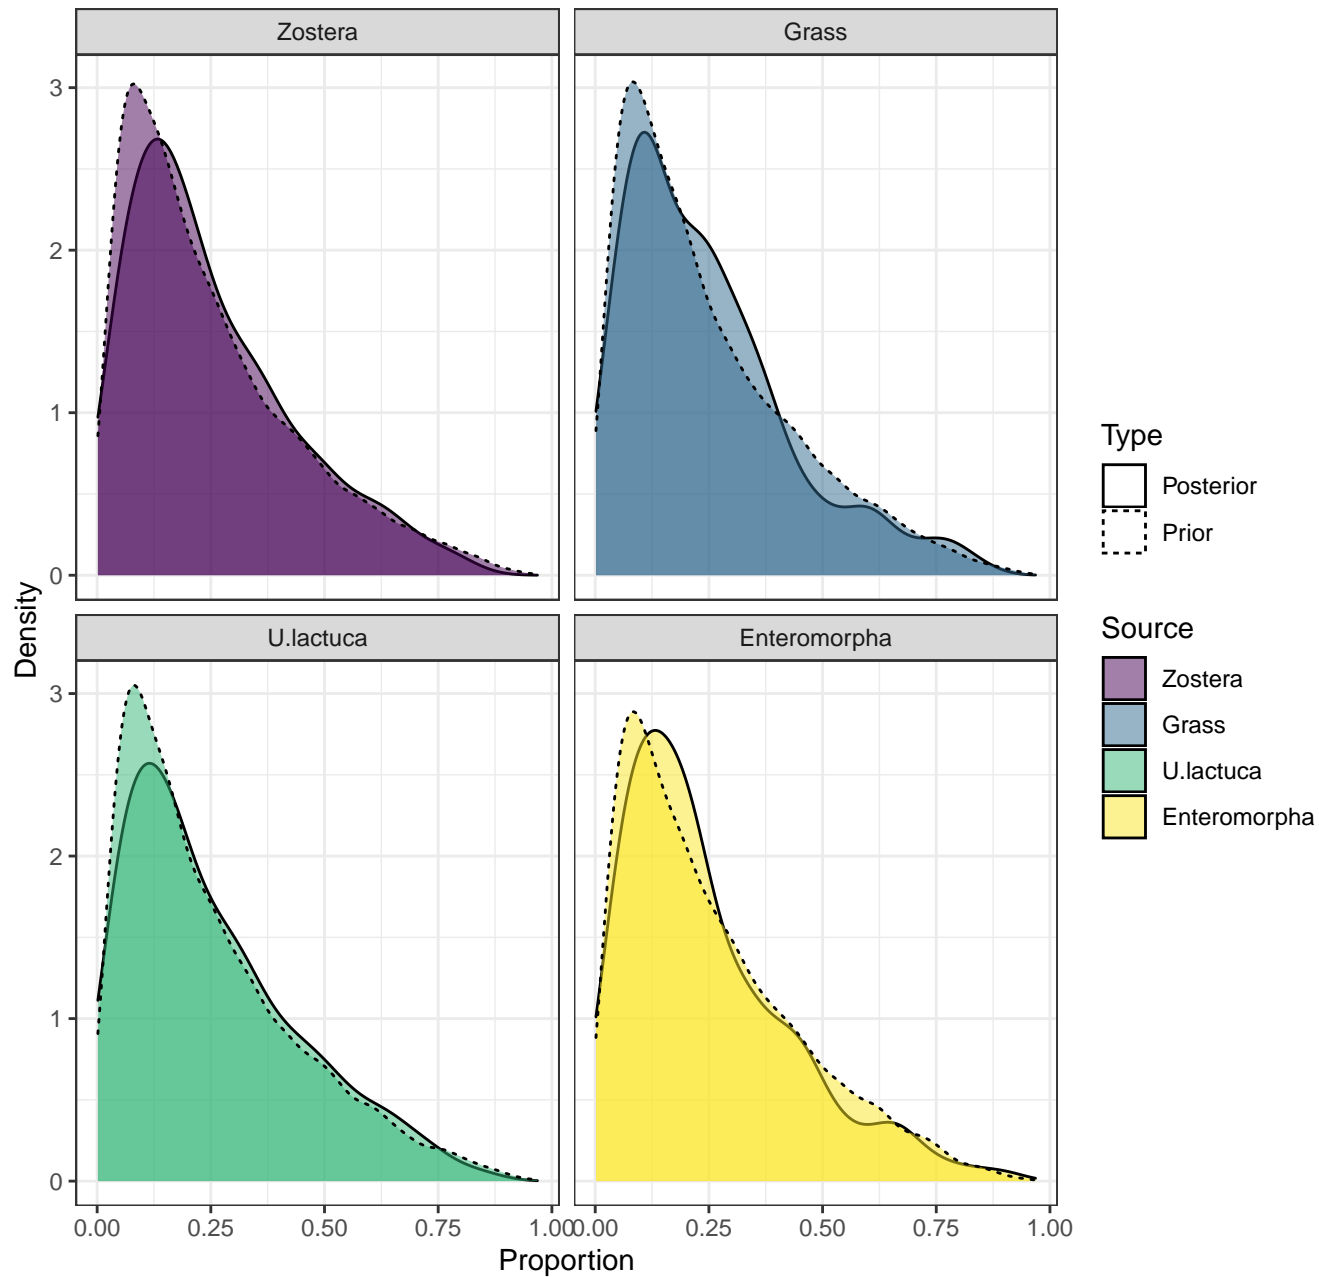 Zostera
Grass
3
2
1
0
U.lactuca
Enteromorpha
3
2
1
0
0.00 0.25 0.50 0.75 1.00
0.00 0.25 0.50 0.75 1.00
Proportion
Density
Type
Posterior
Prior
Source
Zostera
Grass
U.lactuca
Enteromorpha